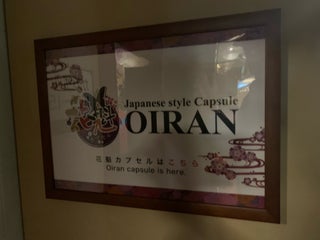 Japanese style Capsule
OIRAN
花魁カプセルはこちら
Oiran capsule is here.